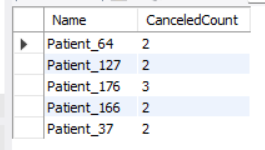 Name CanceledCount
Patient_64 2
Patient_127 2
Patient_176 3
Patient_166 2
Patient_37 2